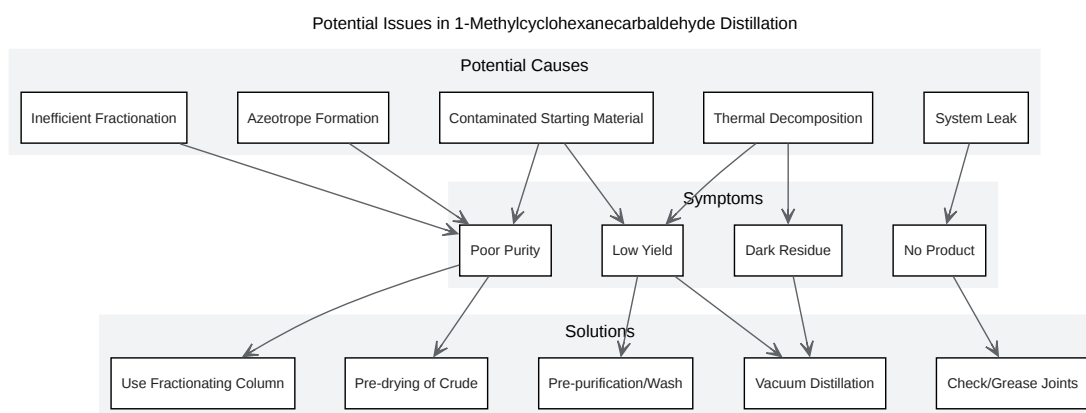 Potential Issues in 1-Methylcyclohexanecarbaldehyde Distillation
Potential Causes
Inefficient Fractionation
Azeotrope Formation
Contaminated Starting Material
Thermal Decomposition
System Leak
Symptoms
Poor Purity
Low Yield
Dark Residue
No Product
Solutions
Use Fractionating Column
Pre-drying of Crude
Pre-purification/Wash
Vacuum Distillation
Check/Grease Joints